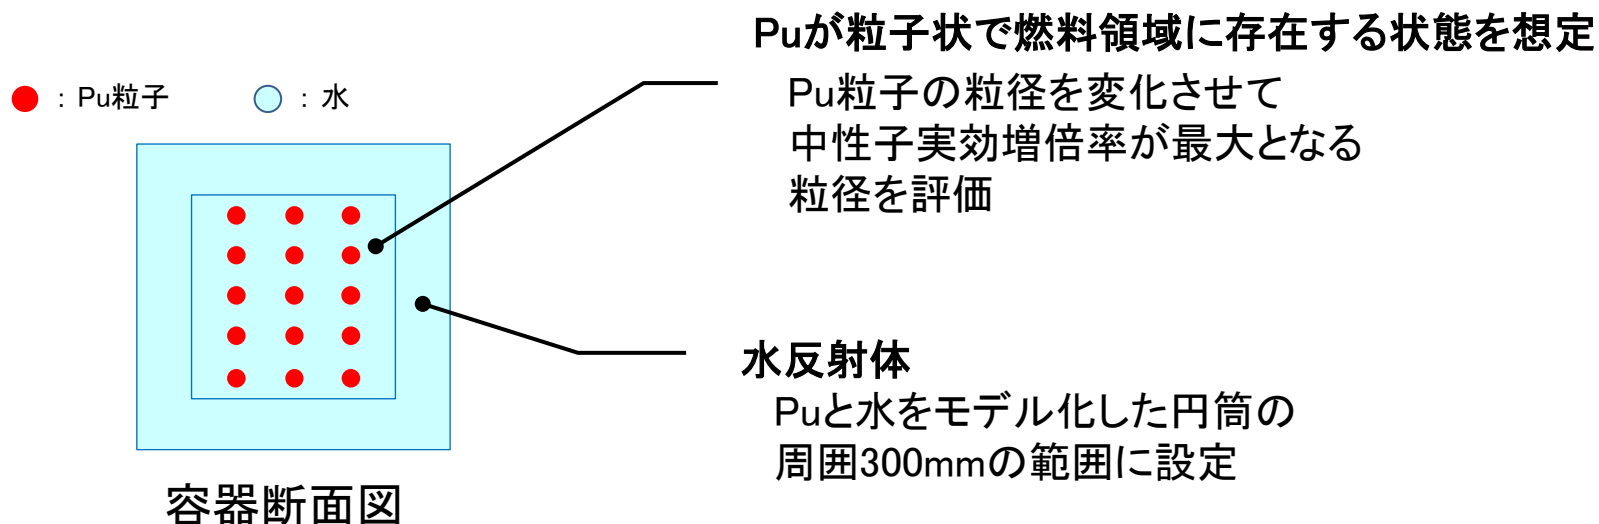 Puが粒子状で燃料領域に存在する状態を想定
Pu粒子の粒径を変化させて
中性子実効増倍率が最大となる
粒径を評価
：Pu粒子
：水
水反射体
Puと水をモデル化した円筒の
周囲300mmの範囲に設定
容器断面図